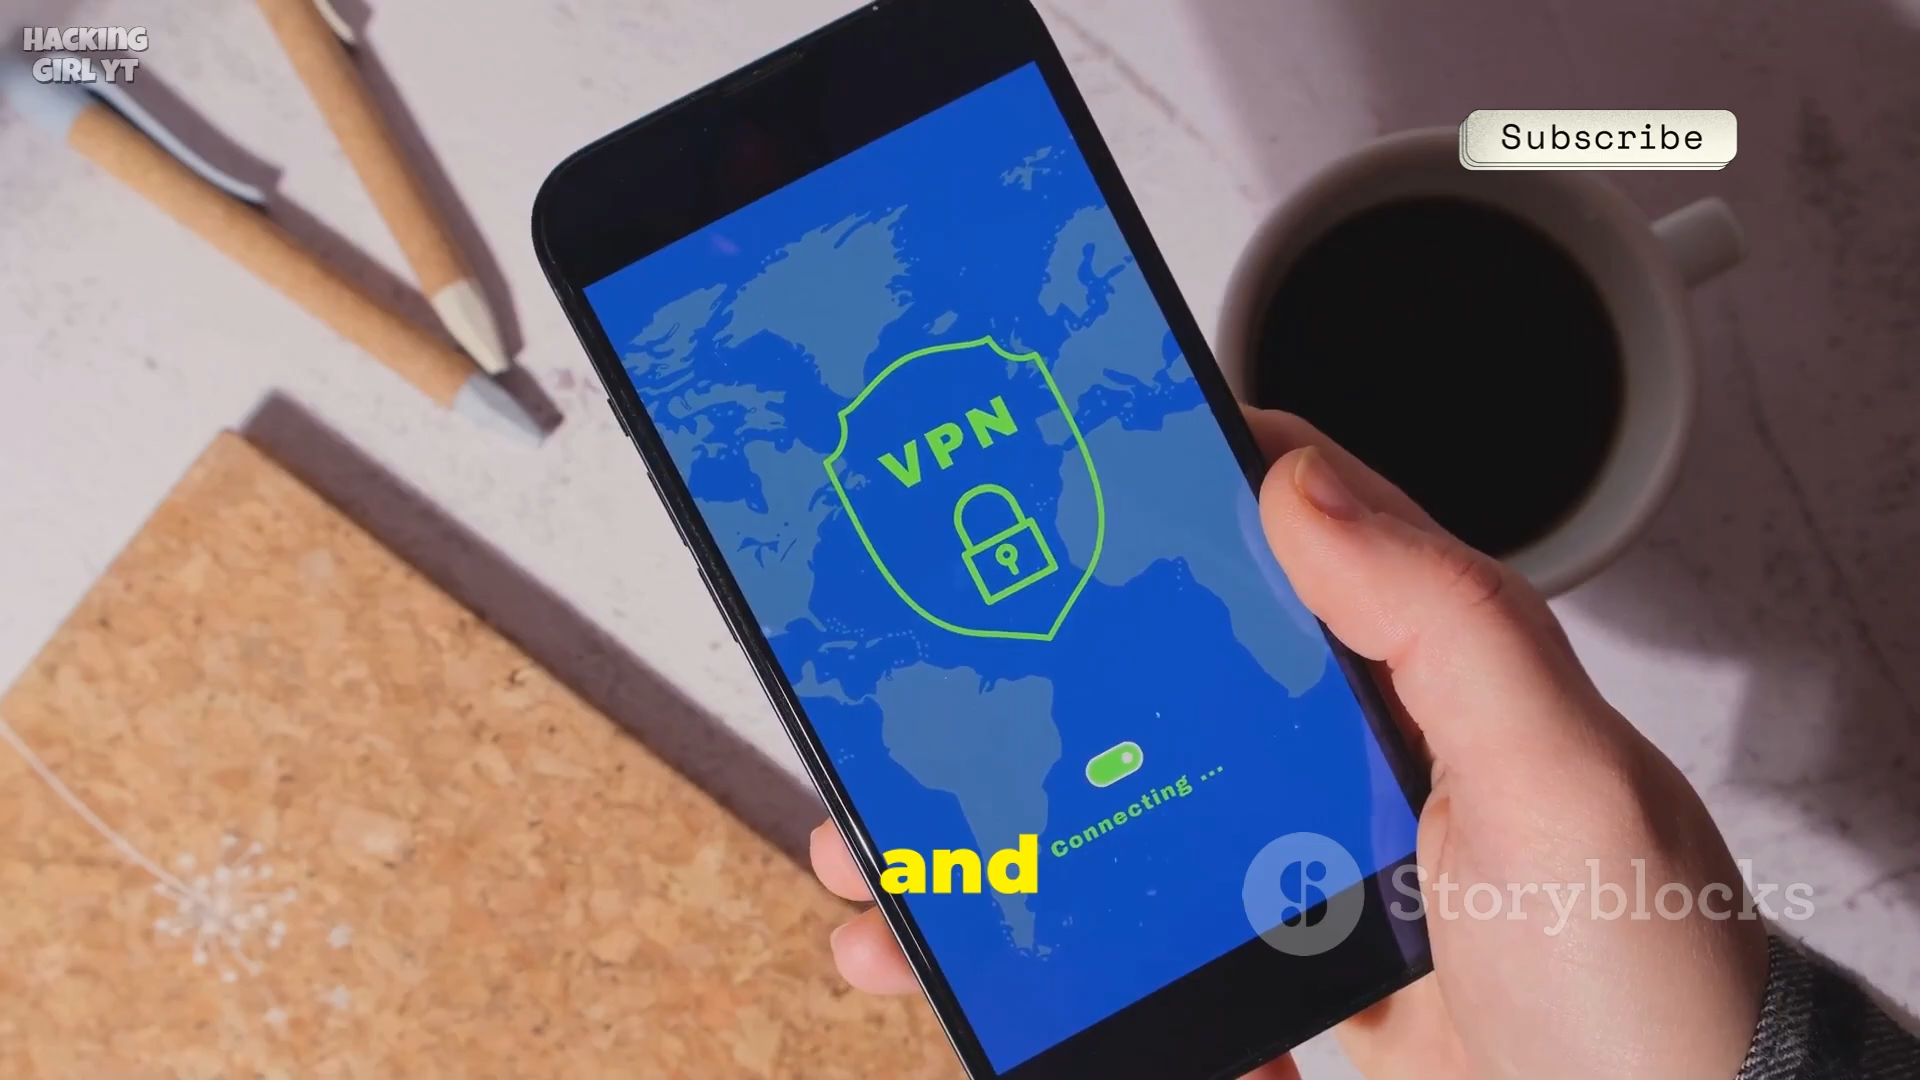 HACKING
GIRL YT
Subscribe
VPN
Connecting ...
and
Storyblocks